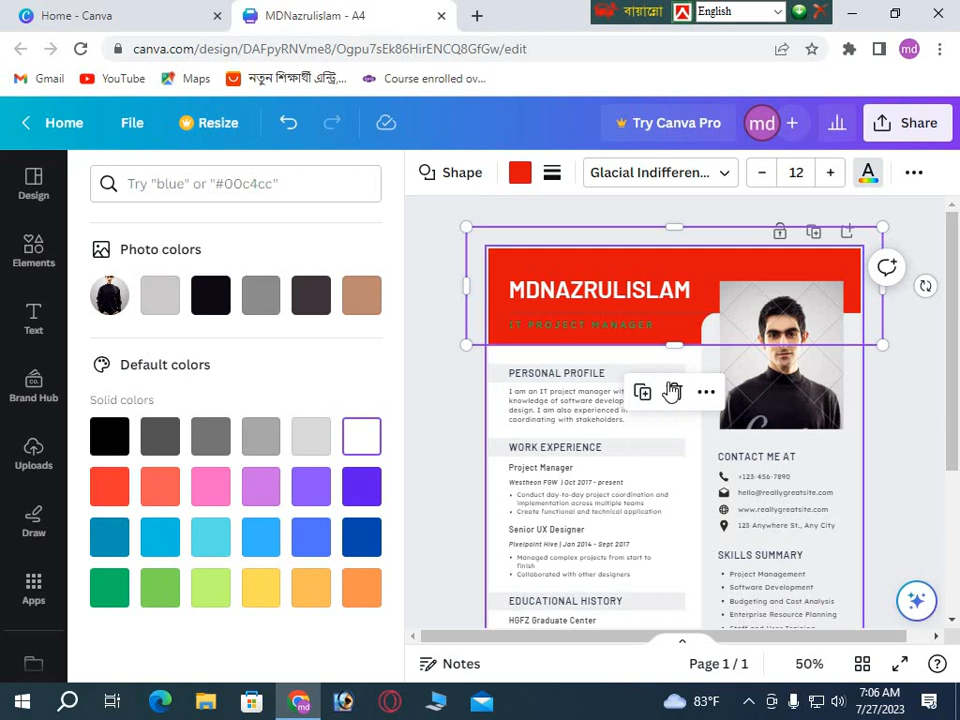 Home - Canva
MDNazrulislam - A4
বায়ান্নো
English
canva.com/design/DAFpyRNVme8/Ogpu7sEk86HirENCQ8GfGw/edit
md
Gmail
YouTube
Maps
নতুন শিক্ষার্থী এন্ট্রি,...
Course enrolled ov...
Home
File
Resize
Try Canva Pro
md
Share
Design
Elements
Text
Brand Hub
Uploads
Draw
Apps
Try "blue" or "#00c4cc"
Photo colors
Default colors
Solid colors
Shape
Glacial Indifferen...
12
A
MDNAZRULISLAM
IT PROJECT MANAGER
PERSONAL PROFILE
I am an IT project manager wit
knowledge of software develop
design. I am also experienced in
corresponding with stakeholders.
WORK EXPERIENCE
Project Manager
Westheon FGW | Oct 2017 - present
Conduct day-to-day project coordination and
implementation across multiple teams
Create functional and technical application
Senior UX Designer
Pixelpoint Hive | Jan 2014 - Sept 2017
Managed complex projects from start to
finish
Collaborated with other designers
EDUCATIONAL HISTORY
HGFZ Graduate Center
CONTACT ME AT
+123-456-7890
hello@reallygreatsite.com
www.reallygreatsite.com
123 Anywhere St., Any City
SKILLS SUMMARY
Project Management
Software Development
Budgeting and Cost Analysis
Enterprise Resource Planning
Notes
Page 1 / 1
50%
83°F
7:06 AM
7/27/2023